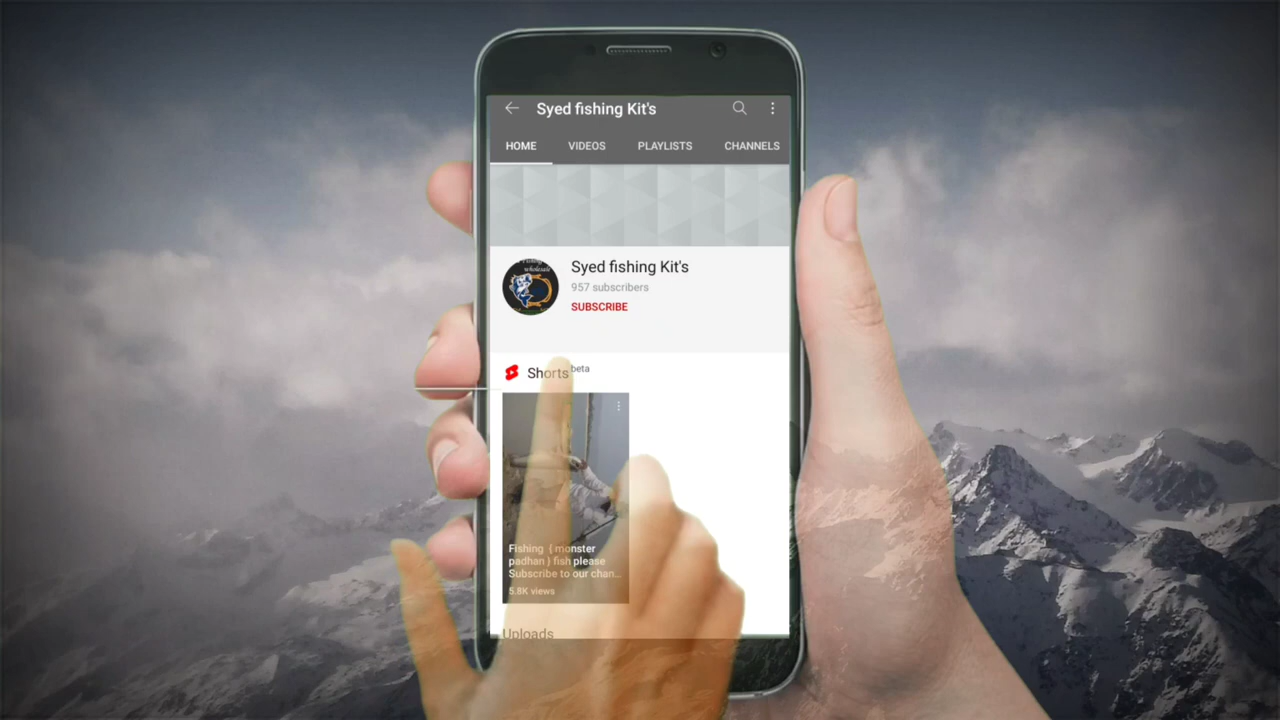 Syed fishing Kit's
HOME VIDEOS PLAYLISTS CHANNELS
wholesale
Syed fishing Kit's
957 subscribers
SUBSCRIBE
Shorts beta
Fishing ( monster
padhan ) fish please
Subscribe to our chan...
5.8K views
Uploads